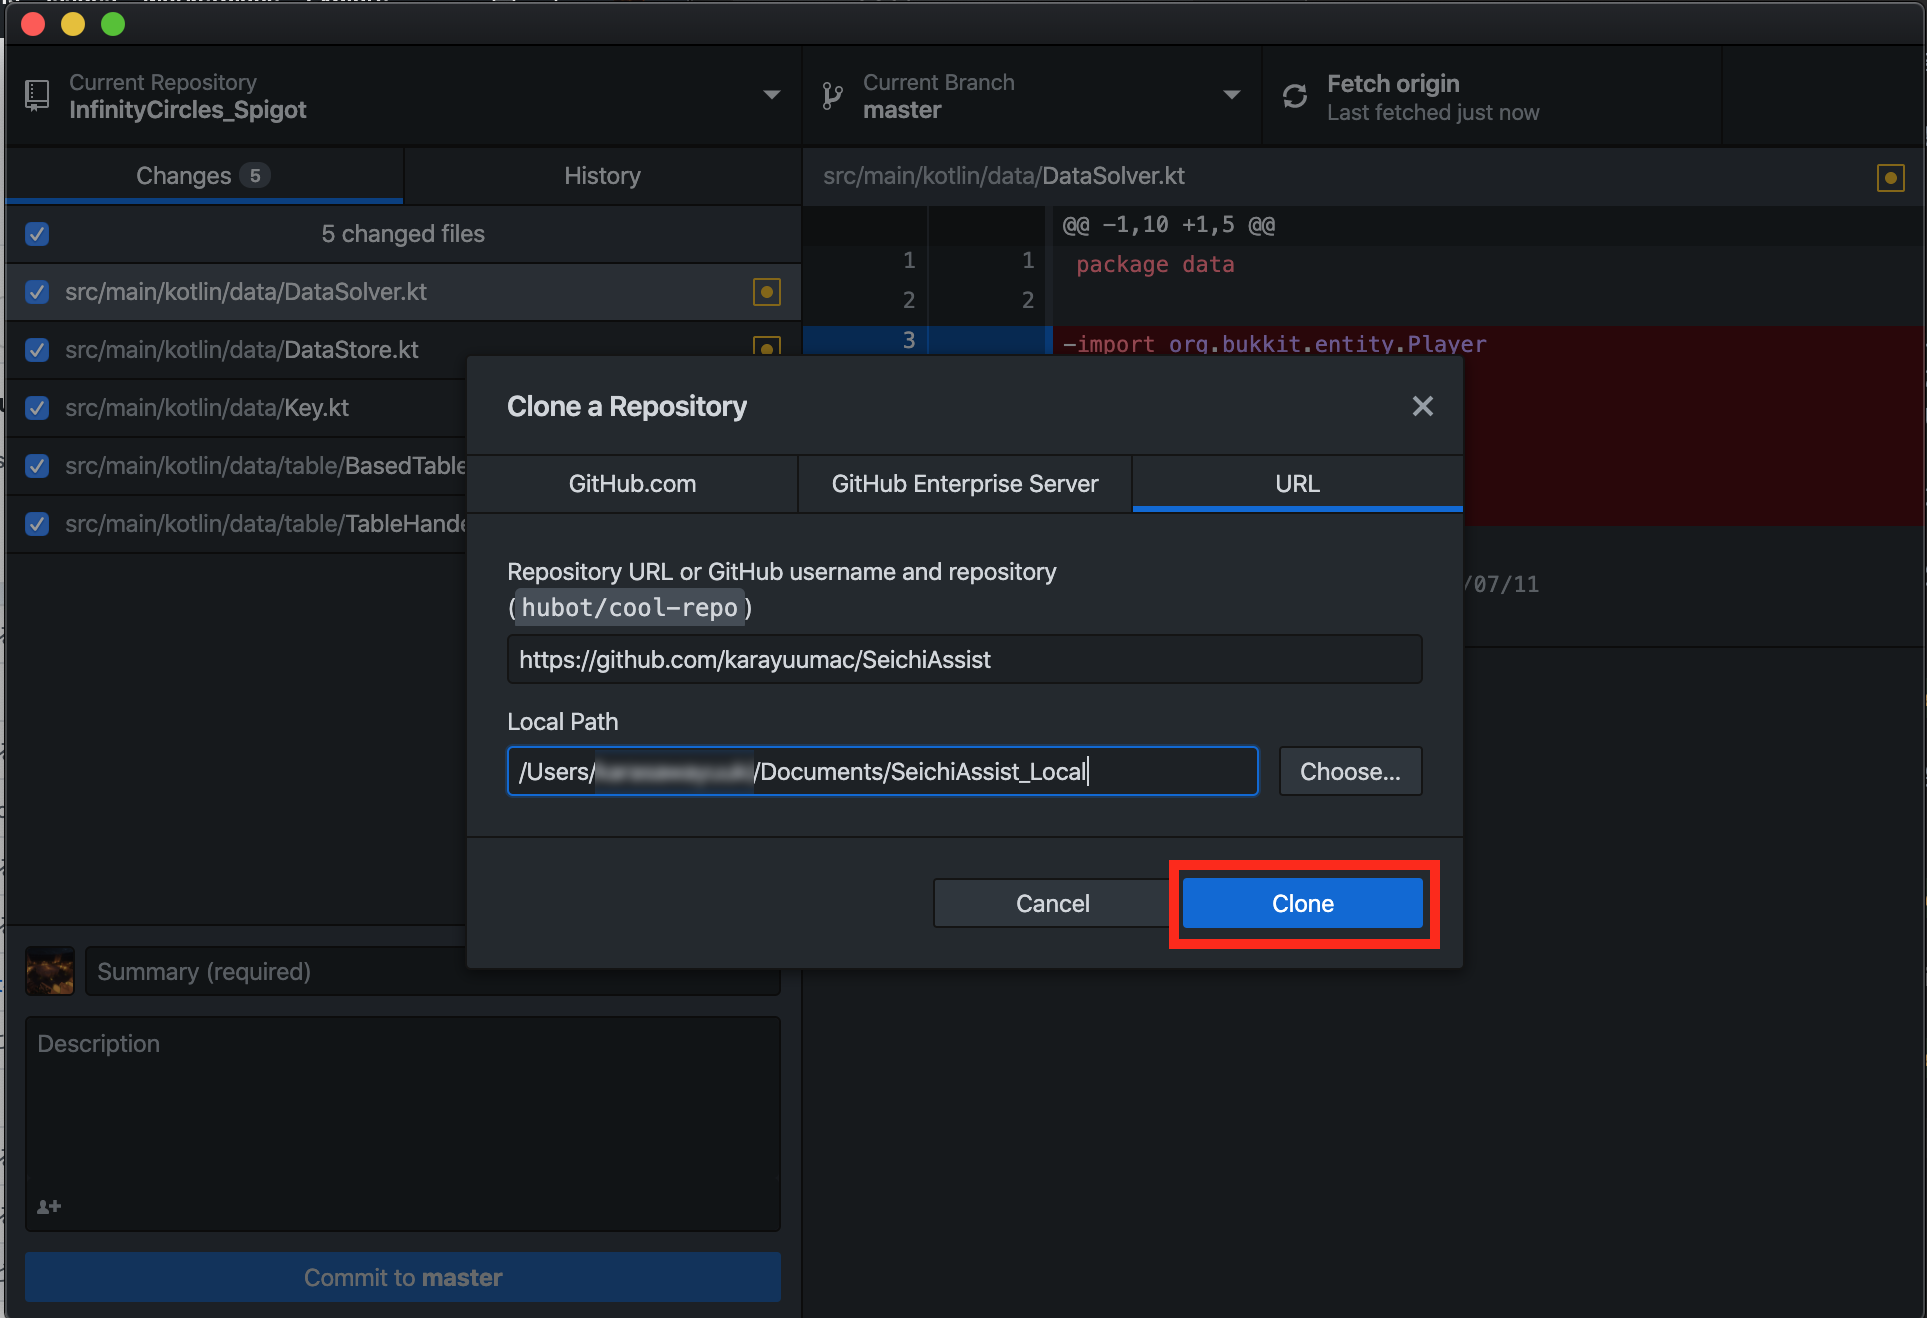 Current Repository
InfinityCircles_Spigot
Current Branch
master
Fetch origin
Last fetched just now
Changes 5
History
src/main/kotlin/data/DataSolver.kt
5 changed files
src/main/kotlin/data/DataSolver.kt
src/main/kotlin/data/DataStore.kt
src/main/kotlin/data/Key.kt
src/main/kotlin/data/table/BasedTable
src/main/kotlin/data/table/TableHande
@@ -1,10 +1,5 @@
1 1 package data
2 2
3 -import org.bukkit.entity.Player
/07/11
Clone a Repository
GitHub.com
GitHub Enterprise Server
URL
Repository URL or GitHub username and repository
(hubot/cool-repo)
https://github.com/karayuumac/SeichiAssist
Local Path
/Users/ /Documents/SeichiAssist_Local
Choose...
Cancel
Clone
Summary (required)
Description
Commit to master